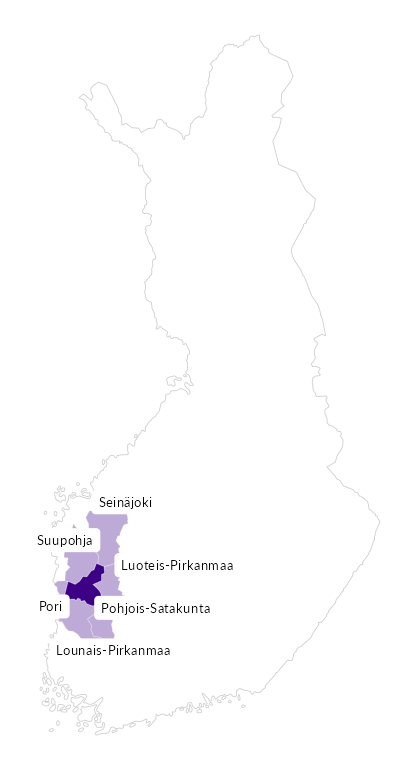 Seinäjoki
Suupohja
Luoteis-Pirkanmaa
Pori
Pohjois-Satakunta
Lounais-Pirkanmaa